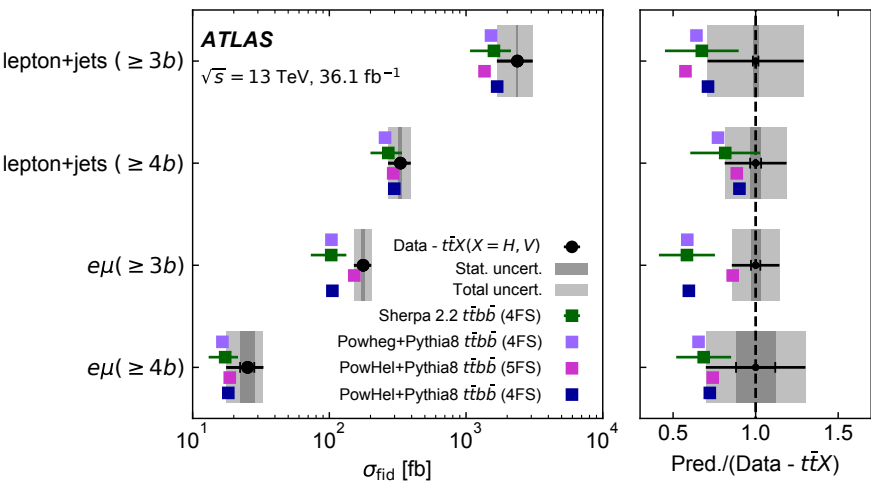 ATLAS
√s = 13 TeV, 36.1 fb⁻¹
lepton+jets ( ≥ 3b)
lepton+jets ( ≥ 4b)
eμ( ≥ 3b)
eμ( ≥ 4b)
Data - tt̄X(X = H, V)
Stat. uncert.
Total uncert.
Sherpa 2.2 tt̄bb̄ (4FS)
Powheg+Pythia8 tt̄bb̄ (4FS)
PowHel+Pythia8 tt̄bb̄ (5FS)
PowHel+Pythia8 tt̄bb̄ (4FS)
10¹ 10² 10³ 10⁴
σfid [fb]
0.5 1.0 1.5
Pred./(Data - tt̄X)